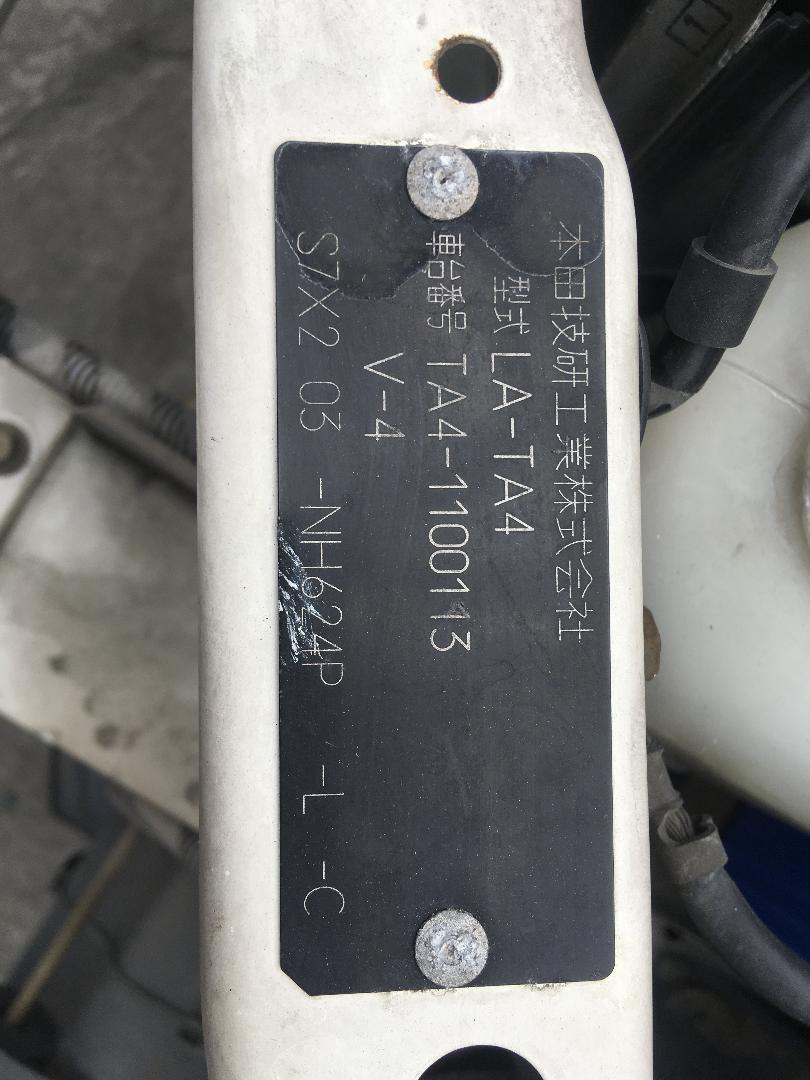 本田技研工業株式会社
型式 LA-TA4
車台番号 TA4-1100113
V-4
S7X2 03 -NH624P -L -C
1